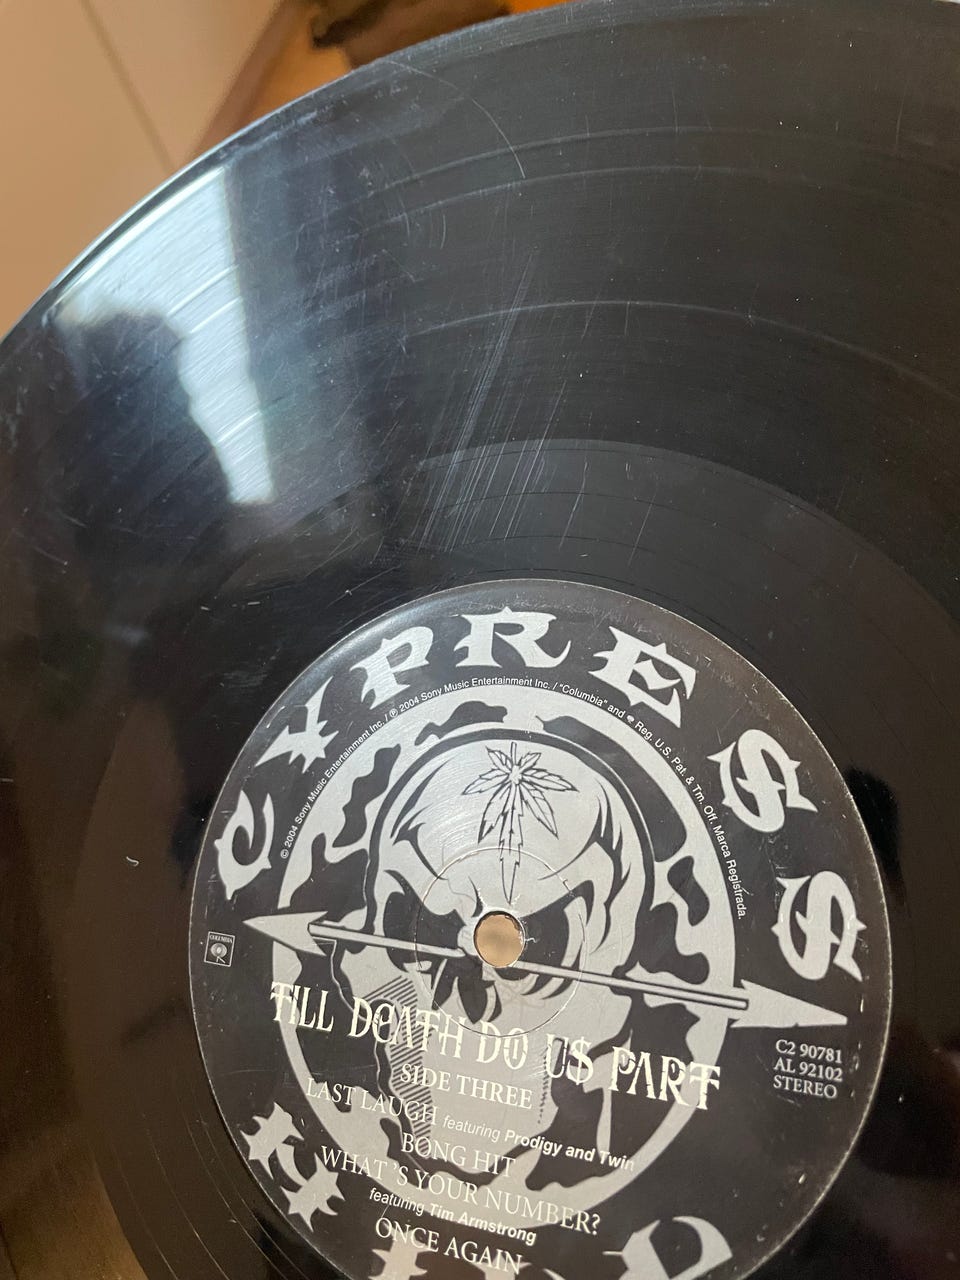 CYPRESS
© 2004 Sony Music Entertainment Inc. / ℗ 2004 Sony Music Entertainment Inc. / "Columbia" and Reg. U.S. Pat. & Tm. Off. Marca Registrada.
COLUMBIA
TILL DEATH DO US PART
SIDE THREE
C2 90781
AL 92102
STEREO
LAST LAUGH featuring Prodigy and Twin
BONG HIT
WHAT'S YOUR NUMBER?
featuring Tim Armstrong
ONCE AGAIN